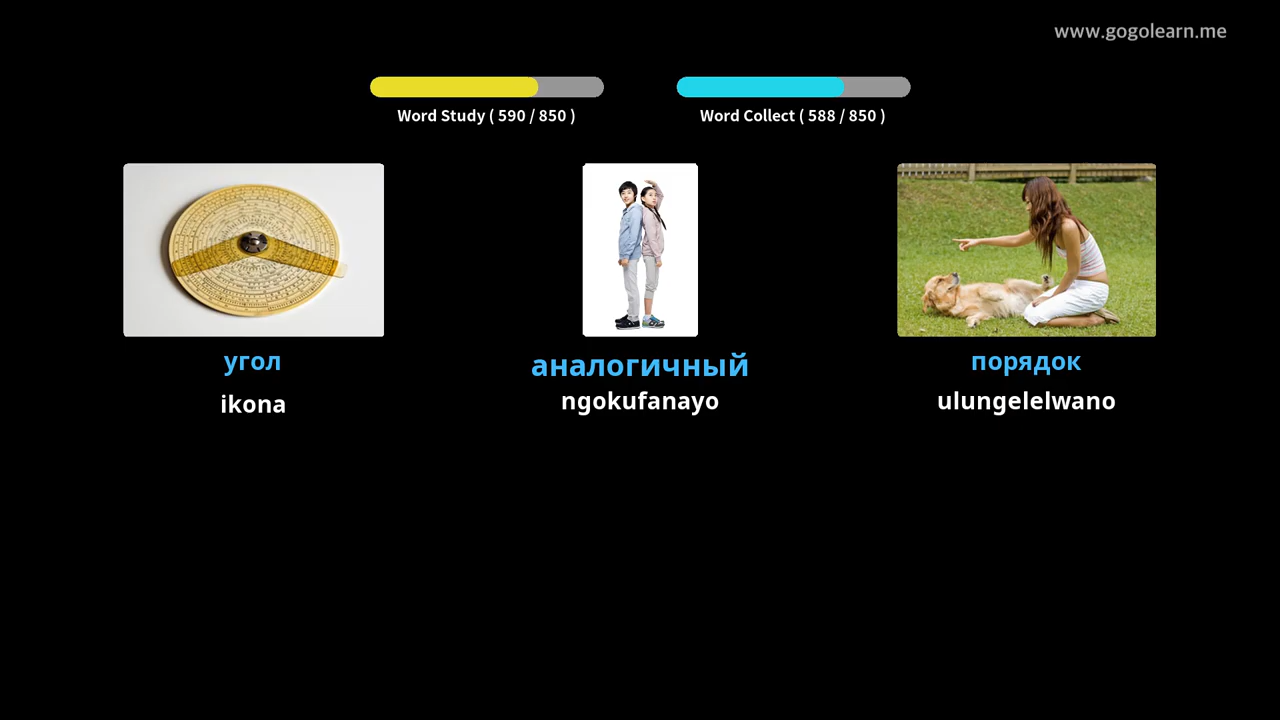 www.gogolearn.me
Word Study ( 590 / 850 )
Word Collect ( 588 / 850 )
угол
аналогичный
порядок
ikona
ngokufanayo
ulungelelwano